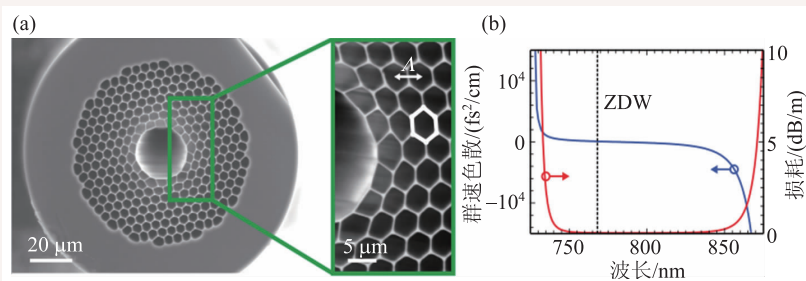 (a)
20 μm
Λ
5 μm
(b)
群速色散/(fs²/cm)
10⁴
0
−10⁴
ZDW
10
5
0
损耗/(dB/m)
750
800
850
波长/nm